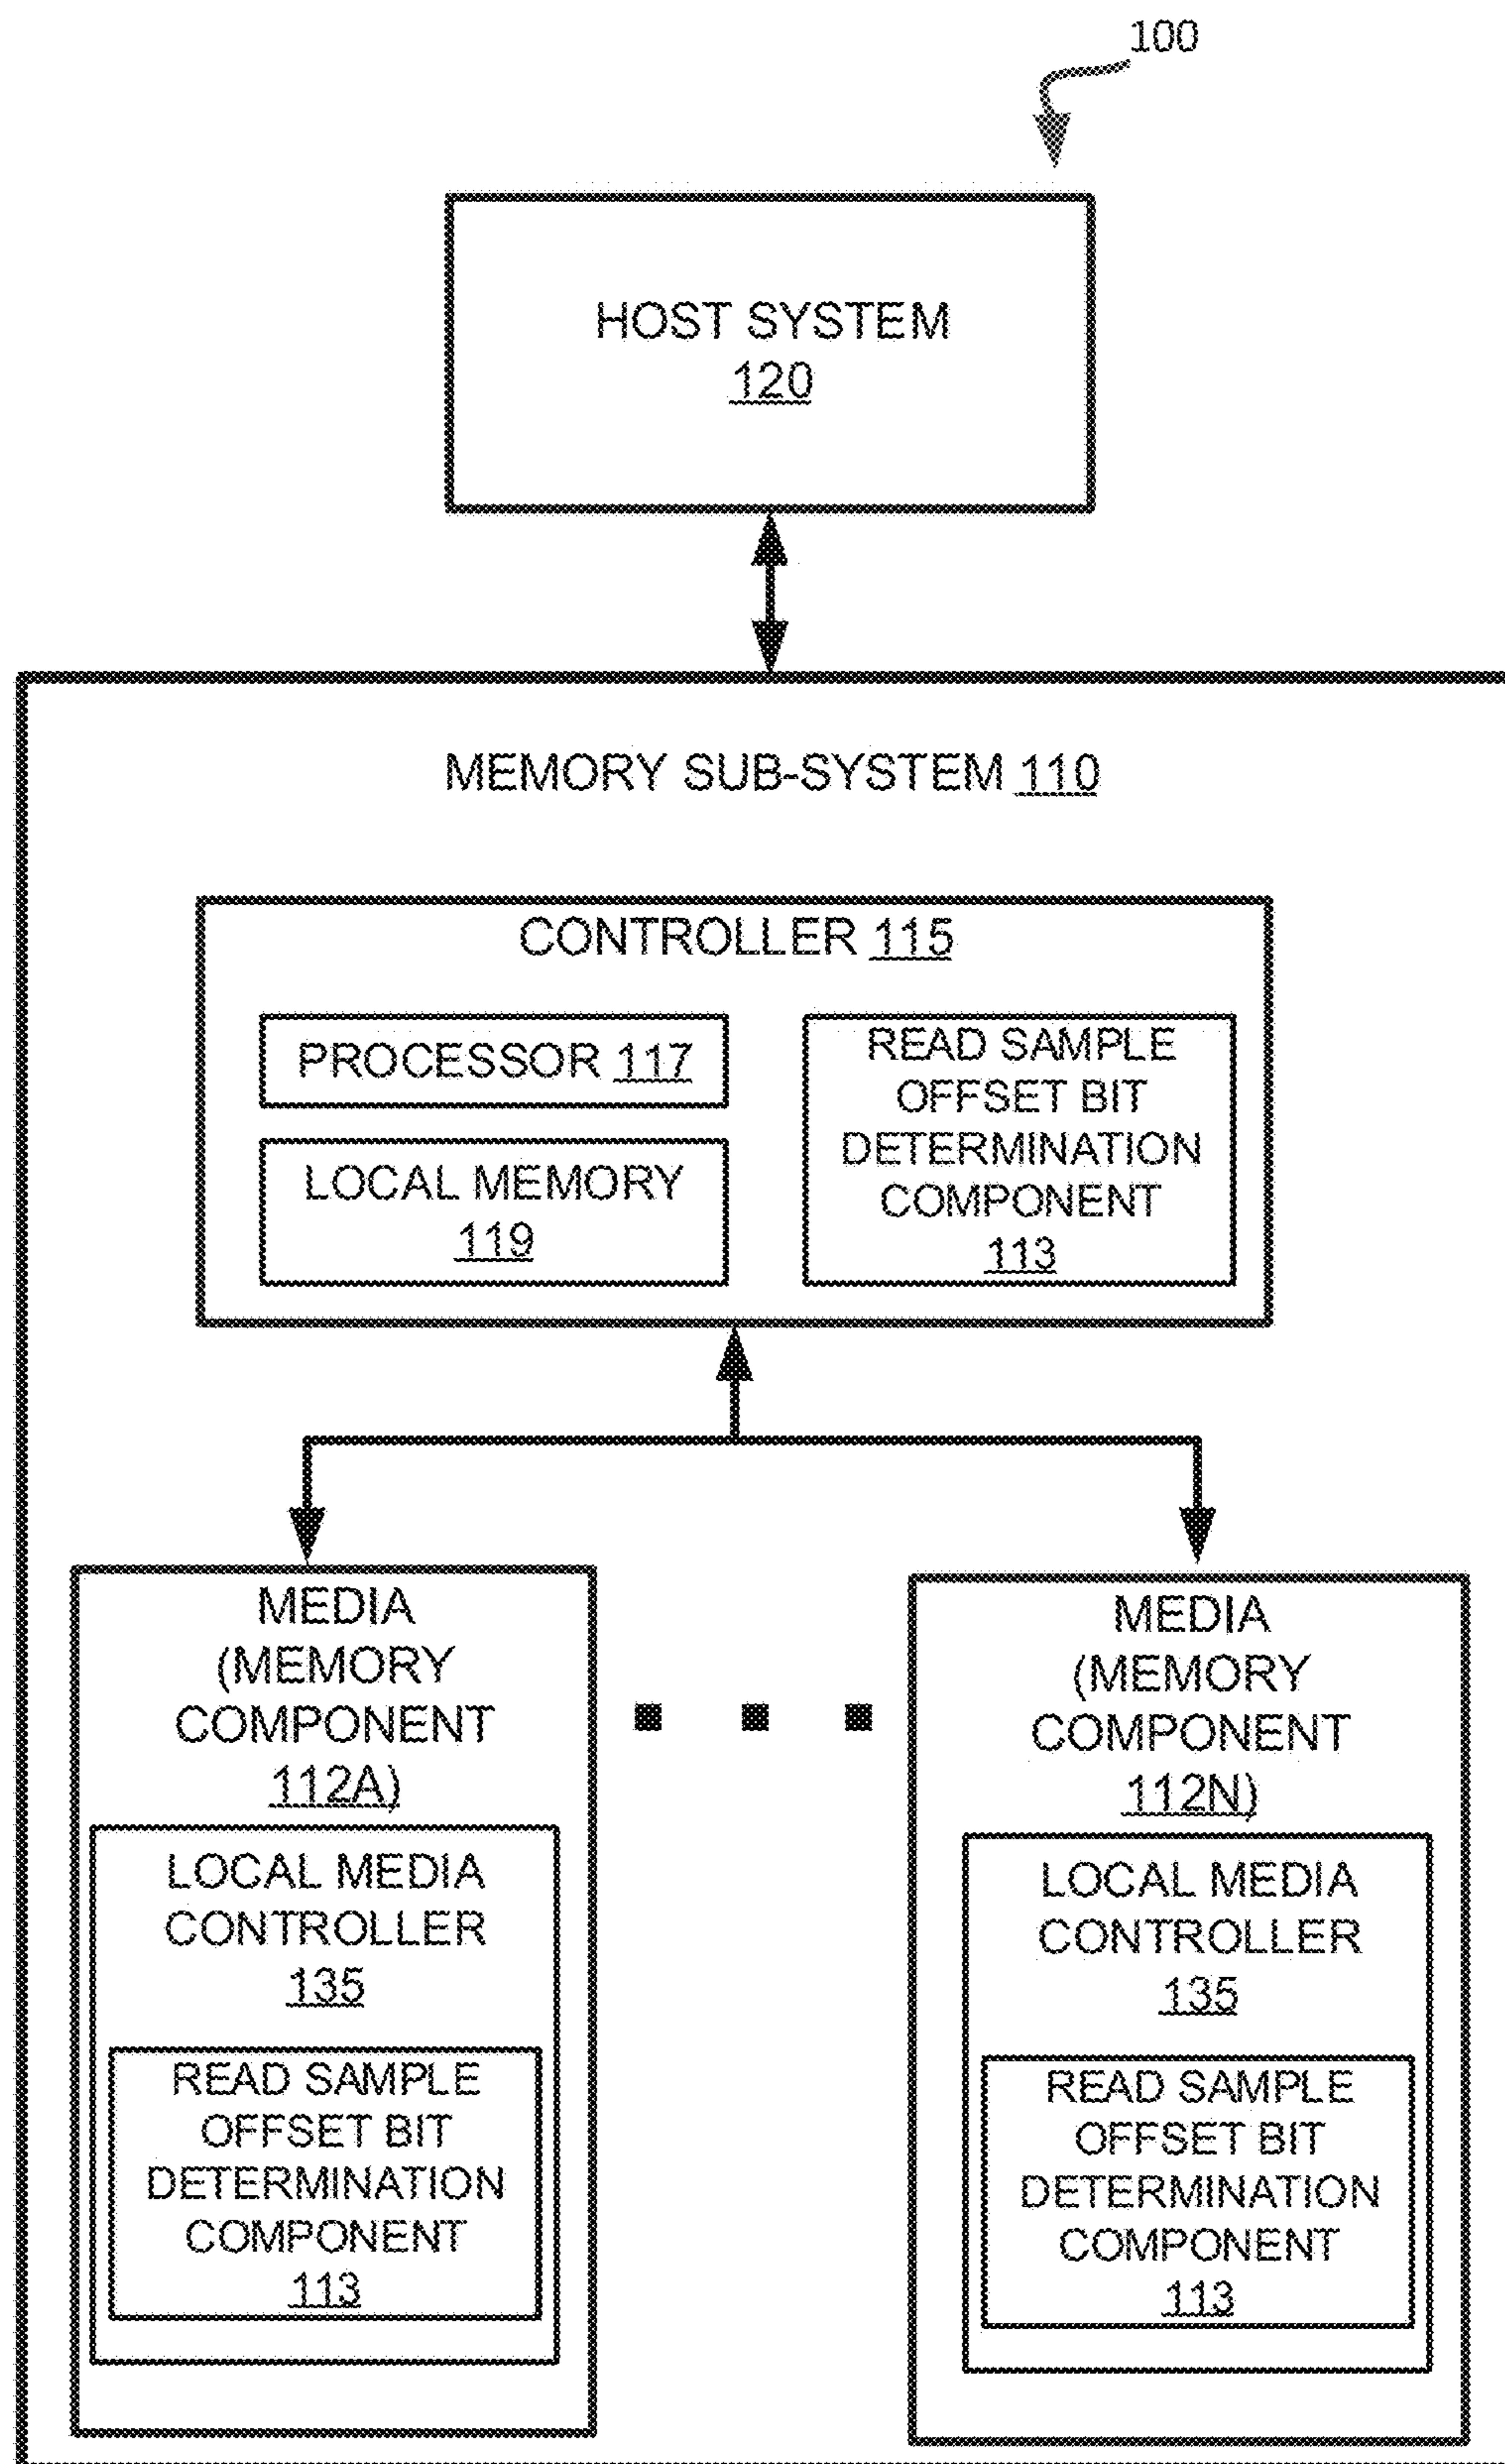 100
HOST SYSTEM
120
MEMORY SUB-SYSTEM 110
CONTROLLER 115
PROCESSOR 117
LOCAL MEMORY
119
READ SAMPLE
OFFSET BIT
DETERMINATION
COMPONENT
113
MEDIA
(MEMORY
COMPONENT
112A)
LOCAL MEDIA
CONTROLLER
135
READ SAMPLE
OFFSET BIT
DETERMINATION
COMPONENT
113
MEDIA
(MEMORY
COMPONENT
112N)
LOCAL MEDIA
CONTROLLER
135
READ SAMPLE
OFFSET BIT
DETERMINATION
COMPONENT
113